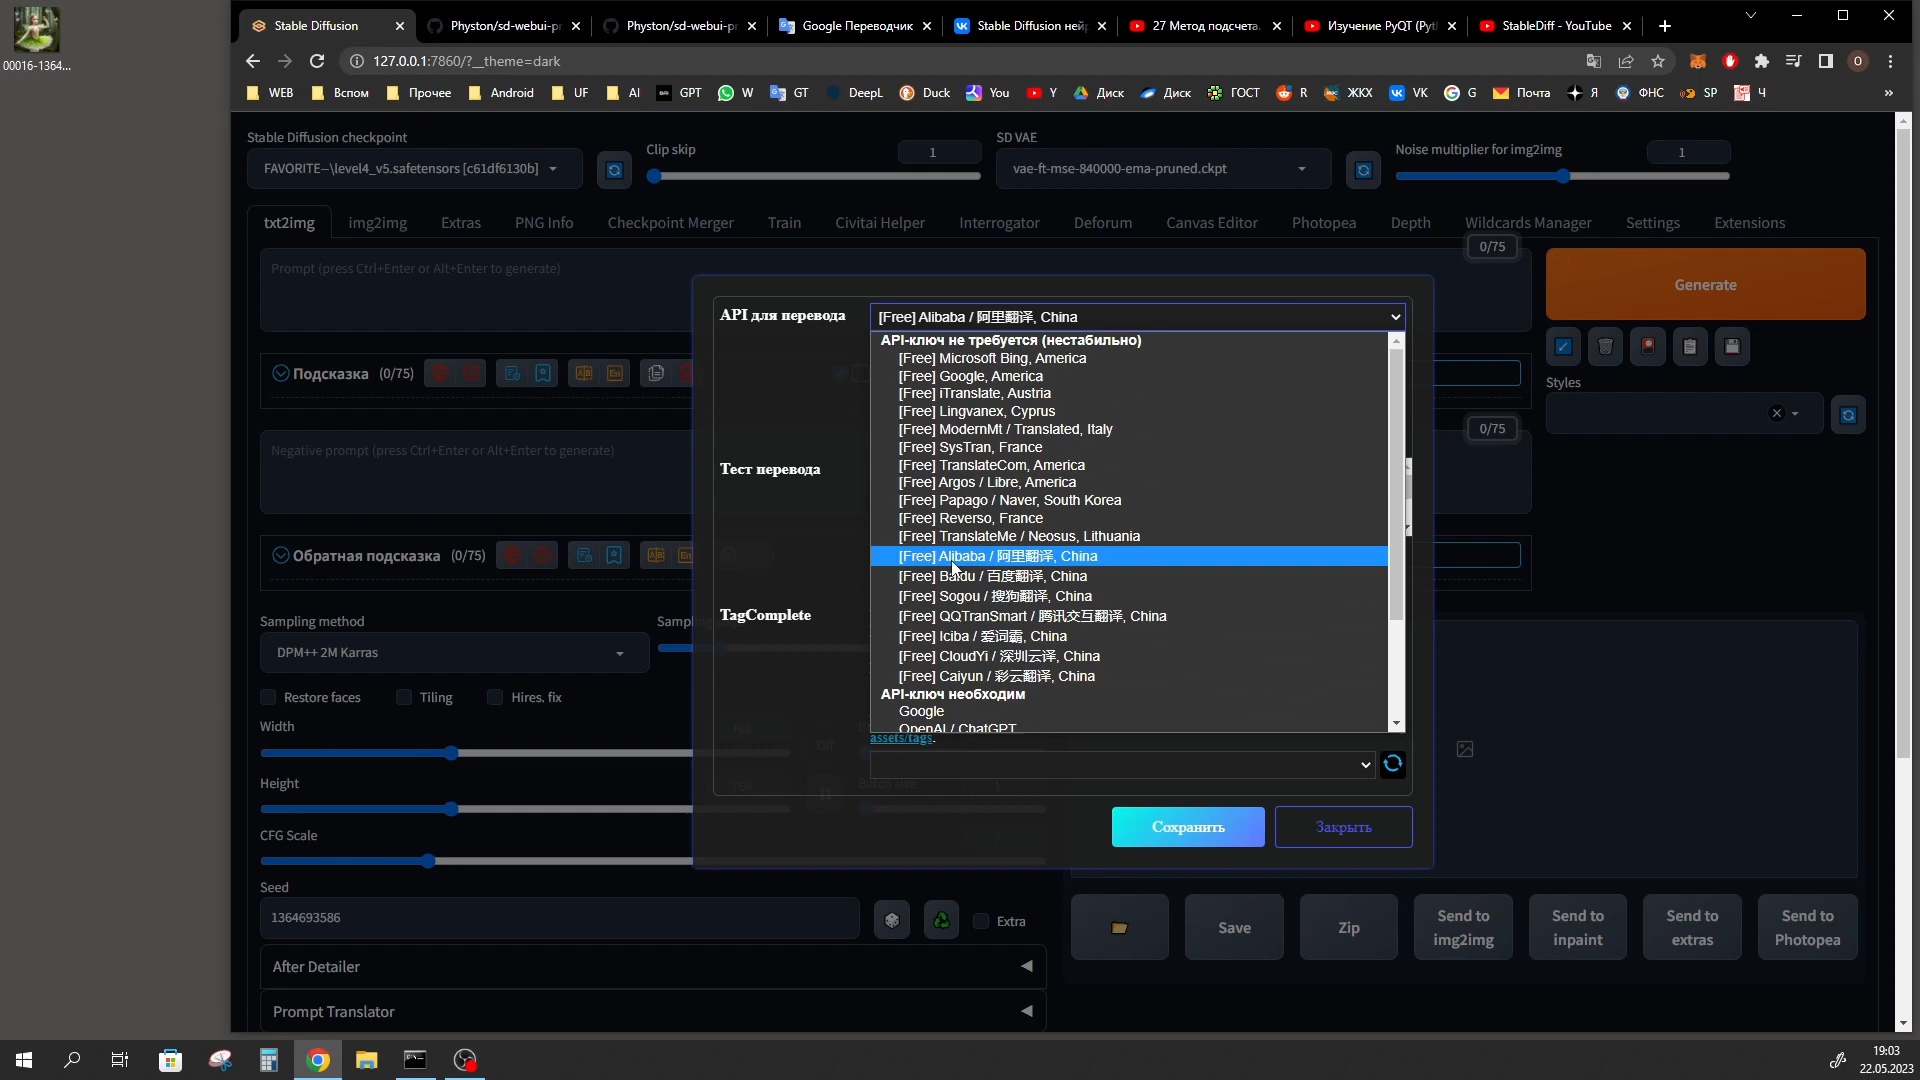 00016-1364...
Stable Diffusion
Physton/sd-webui-pr
Physton/sd-webui-pr
Google Переводчик
Stable Diffusion ней
27 Метод подсчета.
Изучение PyQT (Pyt
StableDiff - YouTube
127.0.0.1:7860/?__theme=dark
WEB
Вспом
Прочее
Android
UF
AI
GPT
W
GT
DeepL
Duck
You
Y
Диск
Диск
ГОСТ
R
ЖКХ
VK
G
Почта
Я
ФНС
SP
Ч
»
Stable Diffusion checkpoint
FAVORITE--\level4_v5.safetensors [c61df6130b]
Clip skip
1
SD VAE
vae-ft-mse-840000-ema-pruned.ckpt
Noise multiplier for img2img
1
txt2img
img2img
Extras
PNG Info
Checkpoint Merger
Train
Civitai Helper
Interrogator
Deforum
Canvas Editor
Photopea
Depth
Wildcards Manager
Settings
Extensions
Prompt (press Ctrl+Enter or Alt+Enter to generate)
0/75
Generate
Подсказка (0/75)
Styles
Negative prompt (press Ctrl+Enter or Alt+Enter to generate)
0/75
Обратная подсказка (0/75)
API для перевода
[Free] Alibaba / 阿里翻译, China
API-ключ не требуется (нестабильно)
[Free] Microsoft Bing, America
[Free] Google, America
[Free] iTranslate, Austria
[Free] Lingvanex, Cyprus
[Free] ModernMt / Translated, Italy
[Free] SysTran, France
[Free] TranslateCom, America
[Free] Argos / Libre, America
[Free] Papago / Naver, South Korea
[Free] Reverso, France
[Free] TranslateMe / Neosus, Lithuania
[Free] Alibaba / 阿里翻译, China
[Free] Baidu / 百度翻译, China
[Free] Sogou / 搜狗翻译, China
[Free] QQTranSmart / 腾讯交互翻译, China
[Free] Iciba / 爱词霸, China
[Free] CloudYi / 深圳云译, China
[Free] Caiyun / 彩云翻译, China
API-ключ необходим
Google
OpenAI / ChatGPT
Тест перевода
TagComplete
assets/tags.
Сохранить
Закрыть
Sampling method
DPM++ 2M Karras
Restore faces
Tiling
Hires. fix
Width
Height
CFG Scale
Seed
1364693586
Extra
After Detailer
Prompt Translator
Save
Zip
Send to img2img
Send to inpaint
Send to extras
Send to Photopea
19:03
22.05.2023